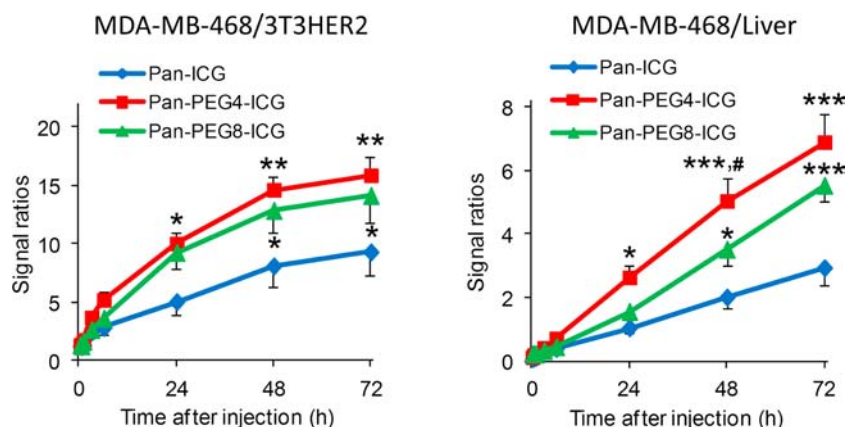 MDA-MB-468/3T3HER2
Pan-ICG
Pan-PEG4-ICG
Pan-PEG8-ICG
Signal ratios
20
15
10
5
0
*
**
**
*
*
0 24 48 72
Time after injection (h)
MDA-MB-468/Liver
Pan-ICG
Pan-PEG4-ICG
Pan-PEG8-ICG
Signal ratios
8
6
4
2
0
***
***,#
***
*
*
0 24 48 72
Time after injection (h)